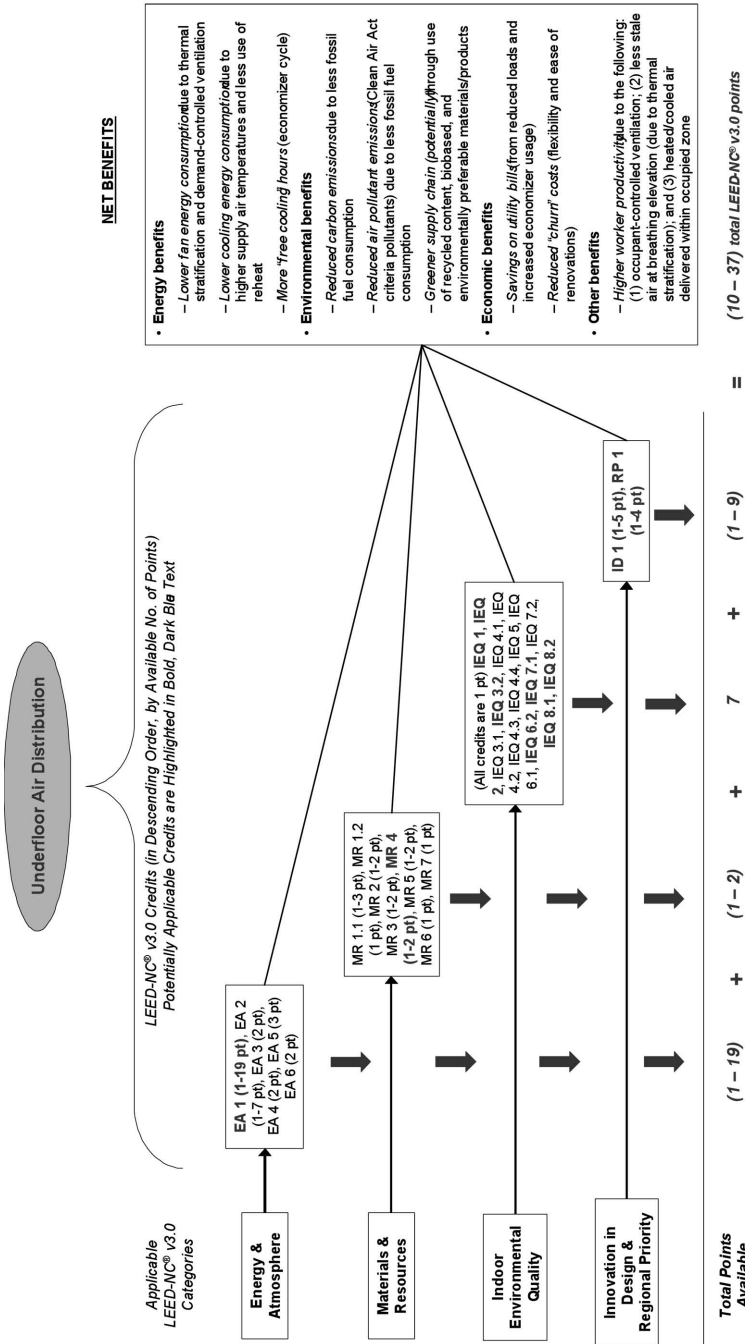 Underfloor Air Distribution
LEED-NC® v3.0 Credits (in Descending Order, by Available No. of Points)
Potentially Applicable Credits are Highlighted in Bold, Dark Ble Text
NET BENEFITS
Applicable
LEED-NC® v3.0
Categories
Energy &
Atmosphere
EA 1 (1-19 pt), EA 2
(1-7 pt), EA 3 (2 pt),
EA 4 (2 pt), EA 5 (3 pt)
EA 6 (2 pt)
Materials &
Resources
MR 1.1 (1-3 pt), MR 1.2
(1 pt), MR 2 (1-2 pt),
MR 3 (1-2 pt), MR 4
(1-2 pt), MR 5 (1-2 pt),
MR 6 (1 pt), MR 7 (1 pt)
Indoor
Environmental
Quality
(All credits are 1 pt) IEQ 1, IEQ
2, IEQ 3.1, IEQ 3.2, IEQ 4.1, IEQ
4.2, IEQ 4.3, IEQ 4.4, IEQ 5, IEQ
6.1, IEQ 6.2, IEQ 7.1, IEQ 7.2,
IEQ 8.1, IEQ 8.2
Innovation in
Design &
Regional Priority
ID 1 (1-5 pt), RP 1
(1-4 pt)
• Energy benefits
– Lower fan energy consumption due to thermal
stratification and demand-controlled ventilation
– Lower cooling energy consumption due to
higher supply air temperatures and less use of
reheat
– More "free cooling" hours (economizer cycle)
• Environmental benefits
– Reduced carbon emissions due to less fossil
fuel consumption
– Reduced air pollutant emissions (Clean Air Act
criteria pollutants) due to less fossil fuel
consumption
– Greener supply chain (potentially) through use
of recycled content, biobased, and
environmentally preferable materials/products
• Economic benefits
– Savings on utility bills (from reduced loads and
increased economizer usage)
– Reduced "churn" costs (flexibility and ease of
renovations)
• Other benefits
– Higher worker productivity due to the following:
(1) occupant-controlled ventilation; (2) less stale
air at breathing elevation (due to thermal
stratification); and (3) heated/cooled air
delivered within occupied zone
Total Points
Available
(1 – 19) + (1 – 2) + 7 + (1 – 9) = (10 – 37) total LEED-NC® v3.0 points